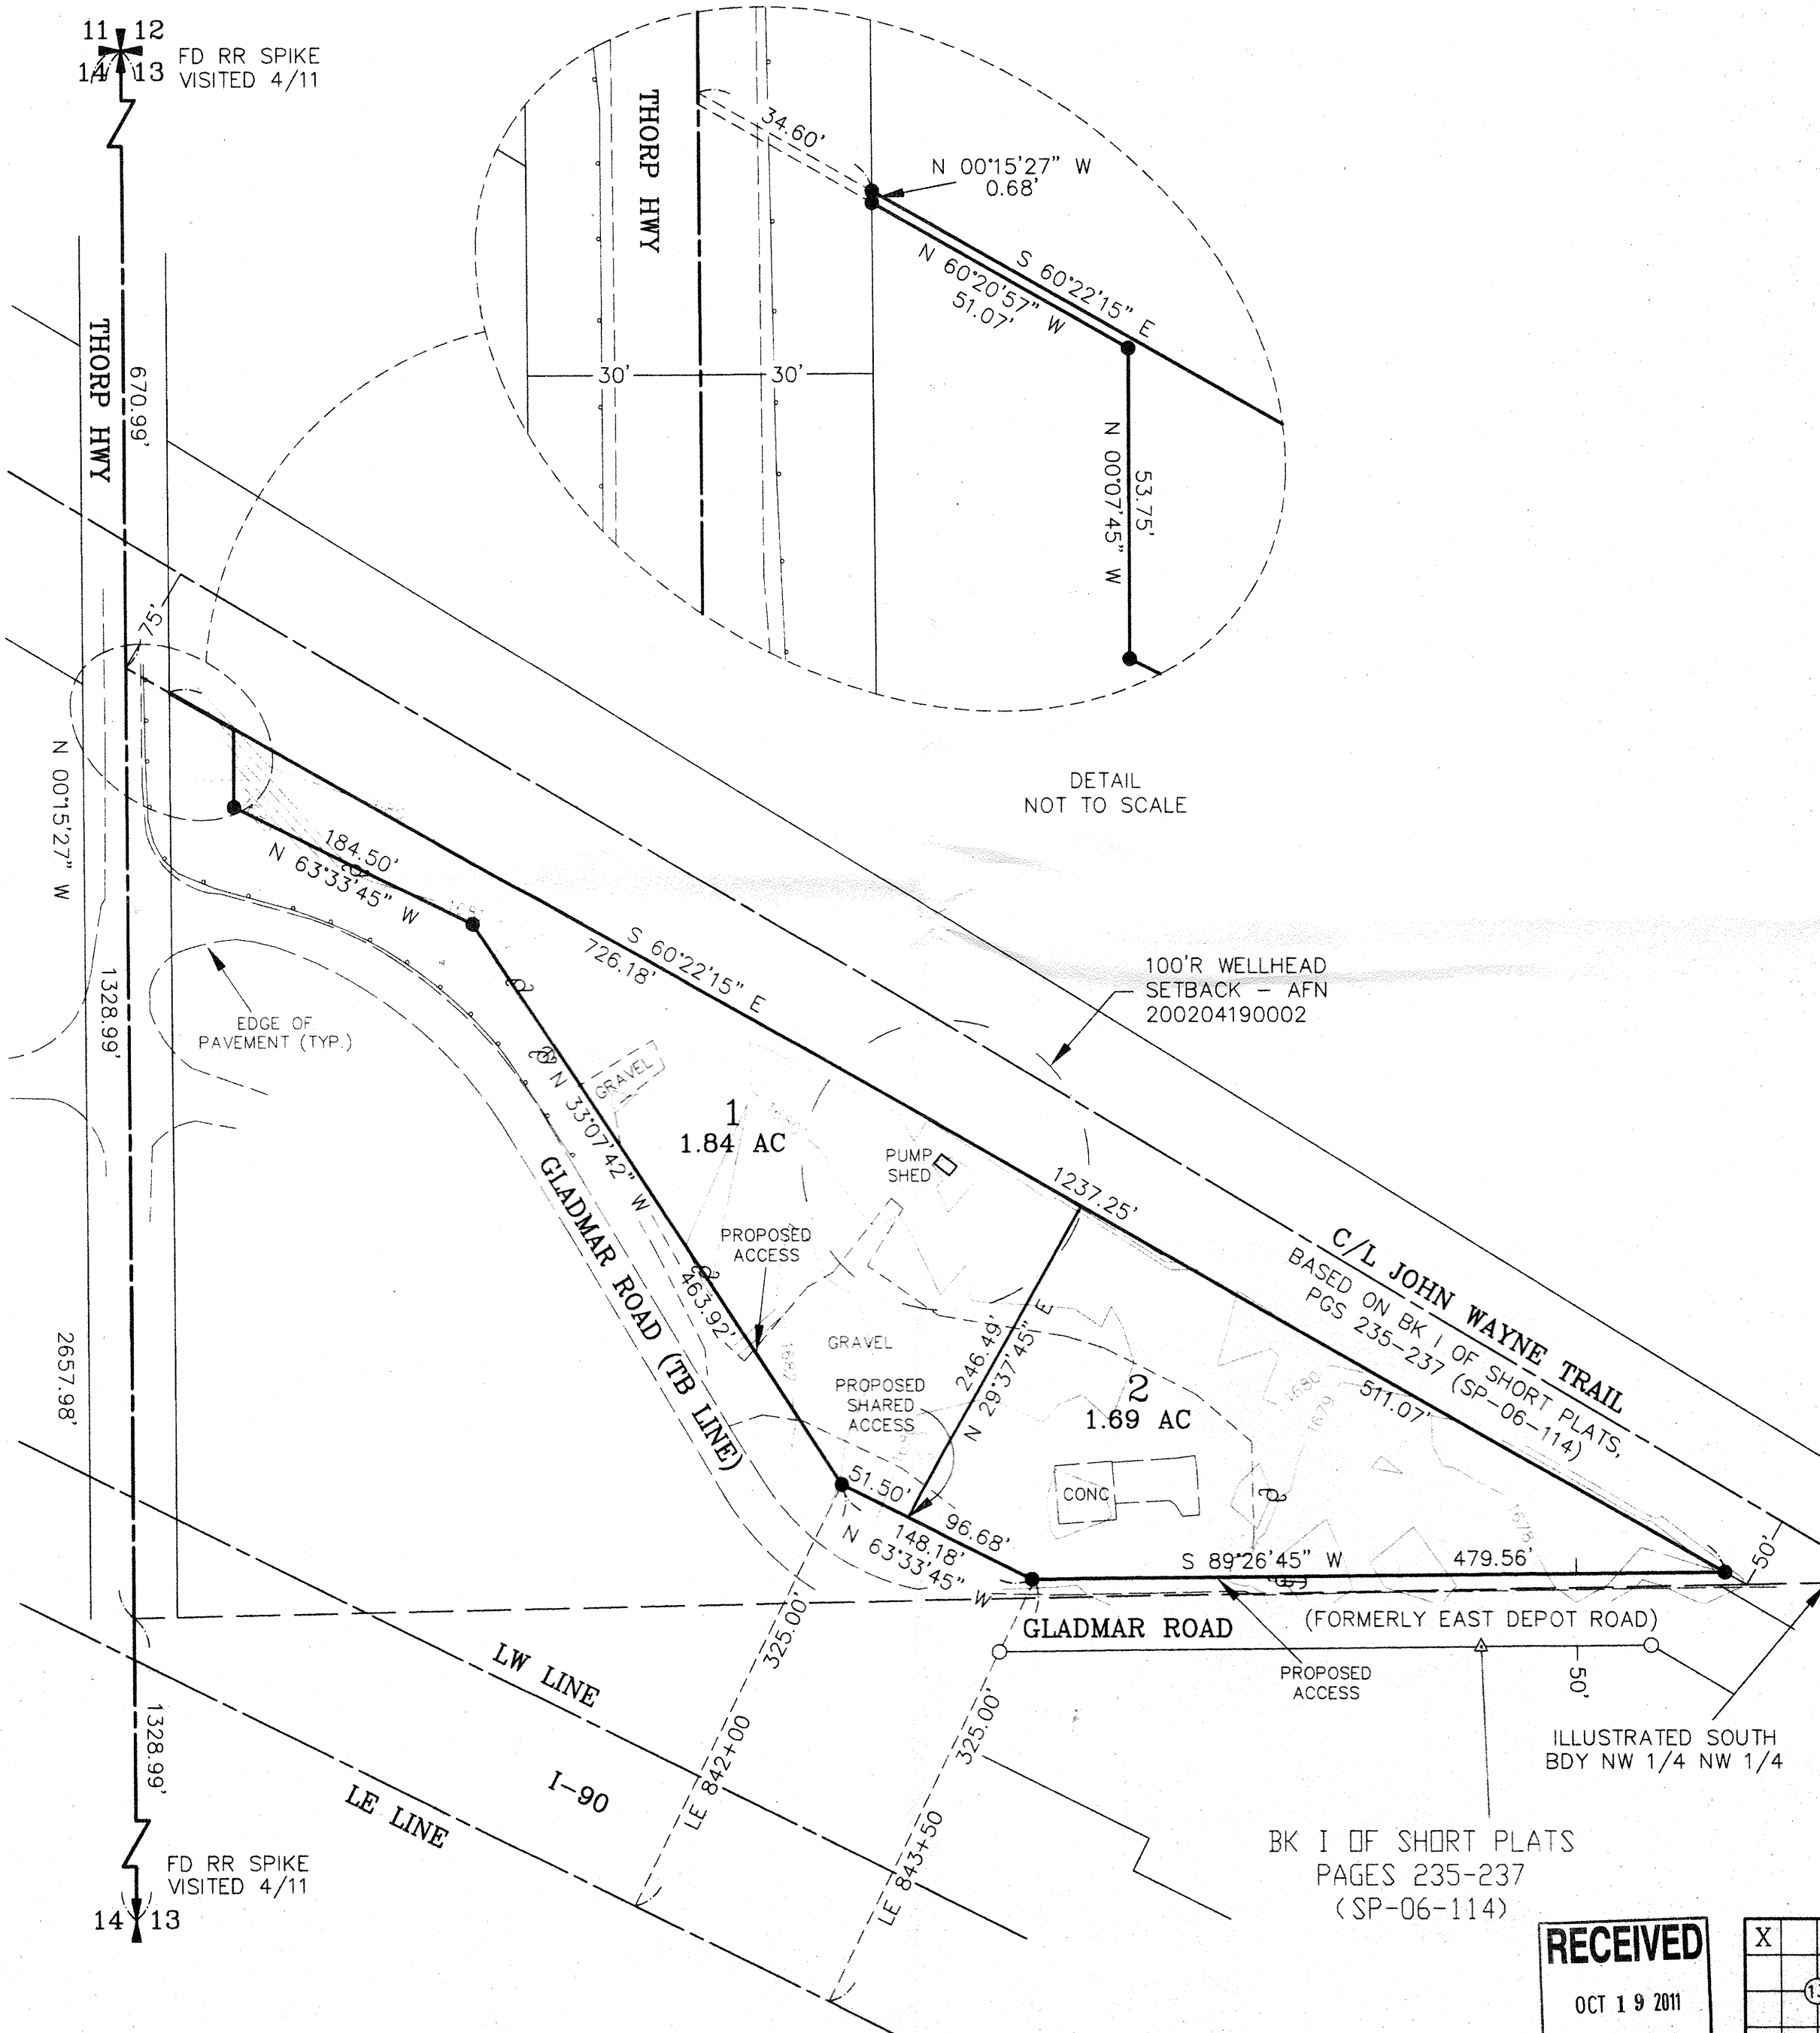 11 12
14 13
FD RR SPIKE
VISITED 4/11
THORP HWY
670.99'
THORP HWY
34.60'
N 00°15'27" W
0.68'
S 60°22'15" E
N 60°20'57" W
51.07'
30'
30'
53.75'
N 00°07'45" W
DETAIL
NOT TO SCALE
75'
N 00°15'27" W
1328.99'
2657.98'
184.50'
N 63°33'45" W
S 60°22'15" E
726.18'
100'R WELLHEAD
SETBACK - AFN
200204190002
EDGE OF
PAVEMENT (TYP.)
GRAVEL
N 33°07'42" W
463.92'
1
1.84 AC
1680
PUMP
SHED
1237.25'
PROPOSED
ACCESS
GLADMAR ROAD (TB LINE)
GRAVEL
1682
PROPOSED
SHARED
ACCESS
246.49'
N 29°37'45" E
2
1.69 AC
C/L JOHN WAYNE TRAIL
BASED ON BK I OF SHORT PLATS,
PGS 235-237 (SP-06-114)
511.07'
1680
1679
1678
CONC
51.50'
96.68'
148.18'
N 63°33'45" W
S 89°26'45" W
479.56'
50'
W
GLADMAR ROAD
(FORMERLY EAST DEPOT ROAD)
PROPOSED
ACCESS
50'
ILLUSTRATED SOUTH
BDY NW 1/4 NW 1/4
325.00'
LE 842+00
325.00'
LE 843+50
LW LINE
I-90
LE LINE
1328.99'
FD RR SPIKE
VISITED 4/11
14 13
BK I OF SHORT PLATS
PAGES 235-237
(SP-06-114)
RECEIVED
OCT 19 2011
X